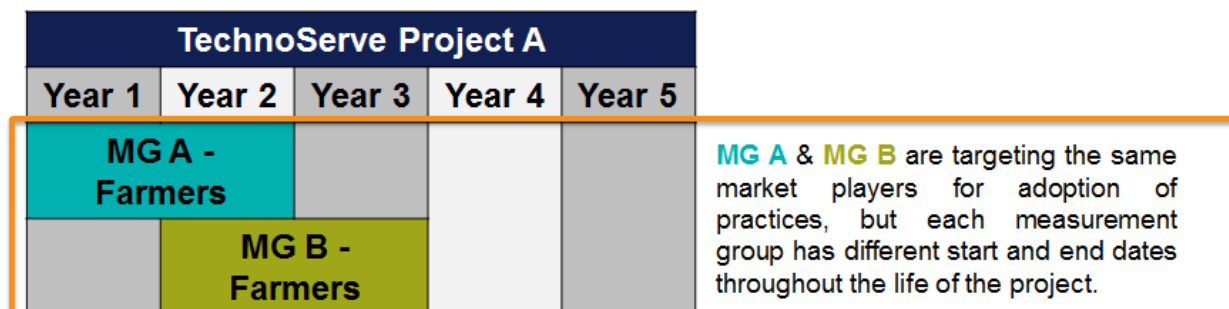 TechnoServe Project A
Year 1 Year 2 Year 3 Year 4 Year 5
MG A -
Farmers
MG B -
Farmers
MG A & MG B are targeting the same
market players for adoption of
practices, but each measurement
group has different start and end dates
throughout the life of the project.